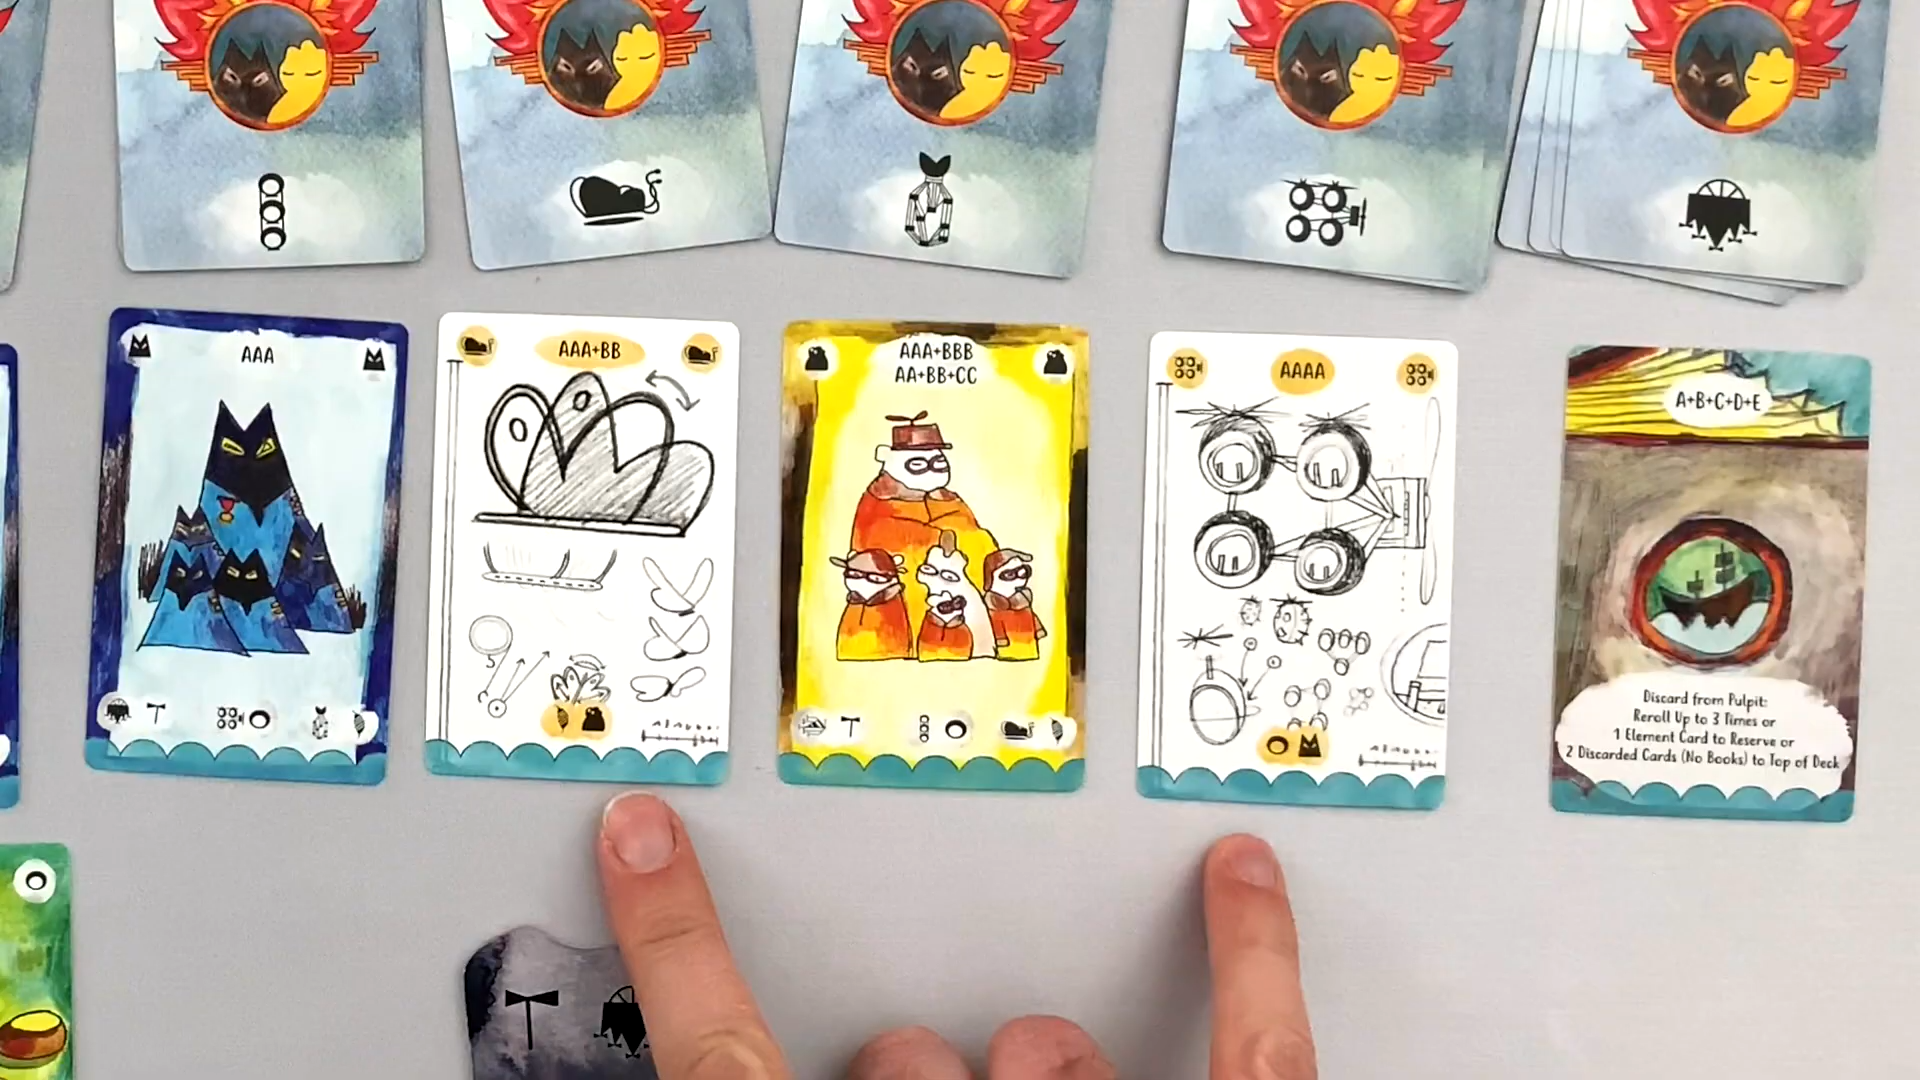 AAA
AAA+BB
AAA+BBB
AA+BB+CC
AAAA
A+B+C+D+E
Discard from Pulpit:
Reroll Up to 3 Times or
1 Element Card to Reserve or
2 Discarded Cards (No Books) to Top of Deck